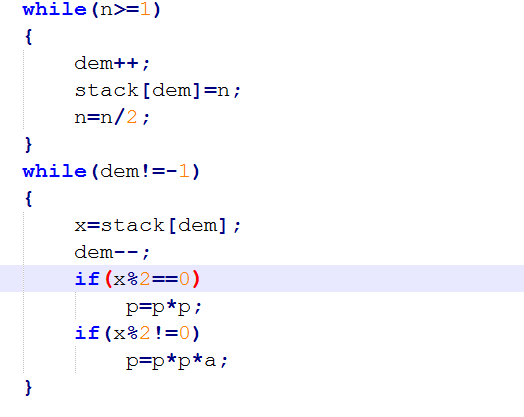 while(n>=1)
{
    dem++;
    stack[dem]=n;
    n=n/2;
}
while(dem!=-1)
{
    x=stack[dem];
    dem--;
    if(x%2==0)
        p=p*p;
    if(x%2!=0)
        p=p*p*a;
}